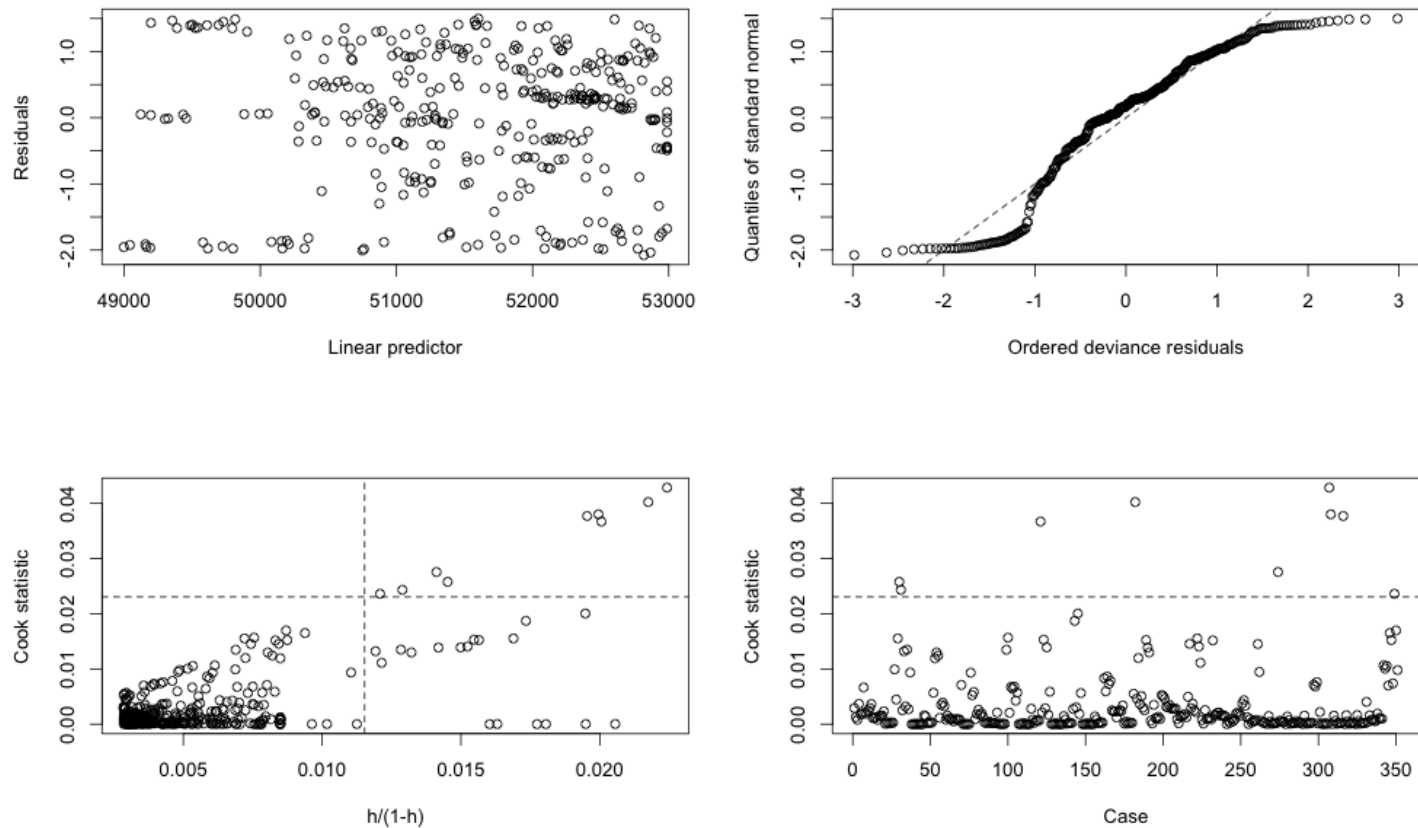 Residuals
1.0
0.0
-1.0
-2.0
49000 50000 51000 52000 53000
Linear predictor
Quantiles of standard normal
1.0
0.0
-1.0
-2.0
-3 -2 -1 0 1 2 3
Ordered deviance residuals
Cook statistic
0.04
0.03
0.02
0.01
0.00
0.005 0.010 0.015 0.020
h/(1-h)
Cook statistic
0.04
0.03
0.02
0.01
0.00
0 50 100 150 200 250 300 350
Case